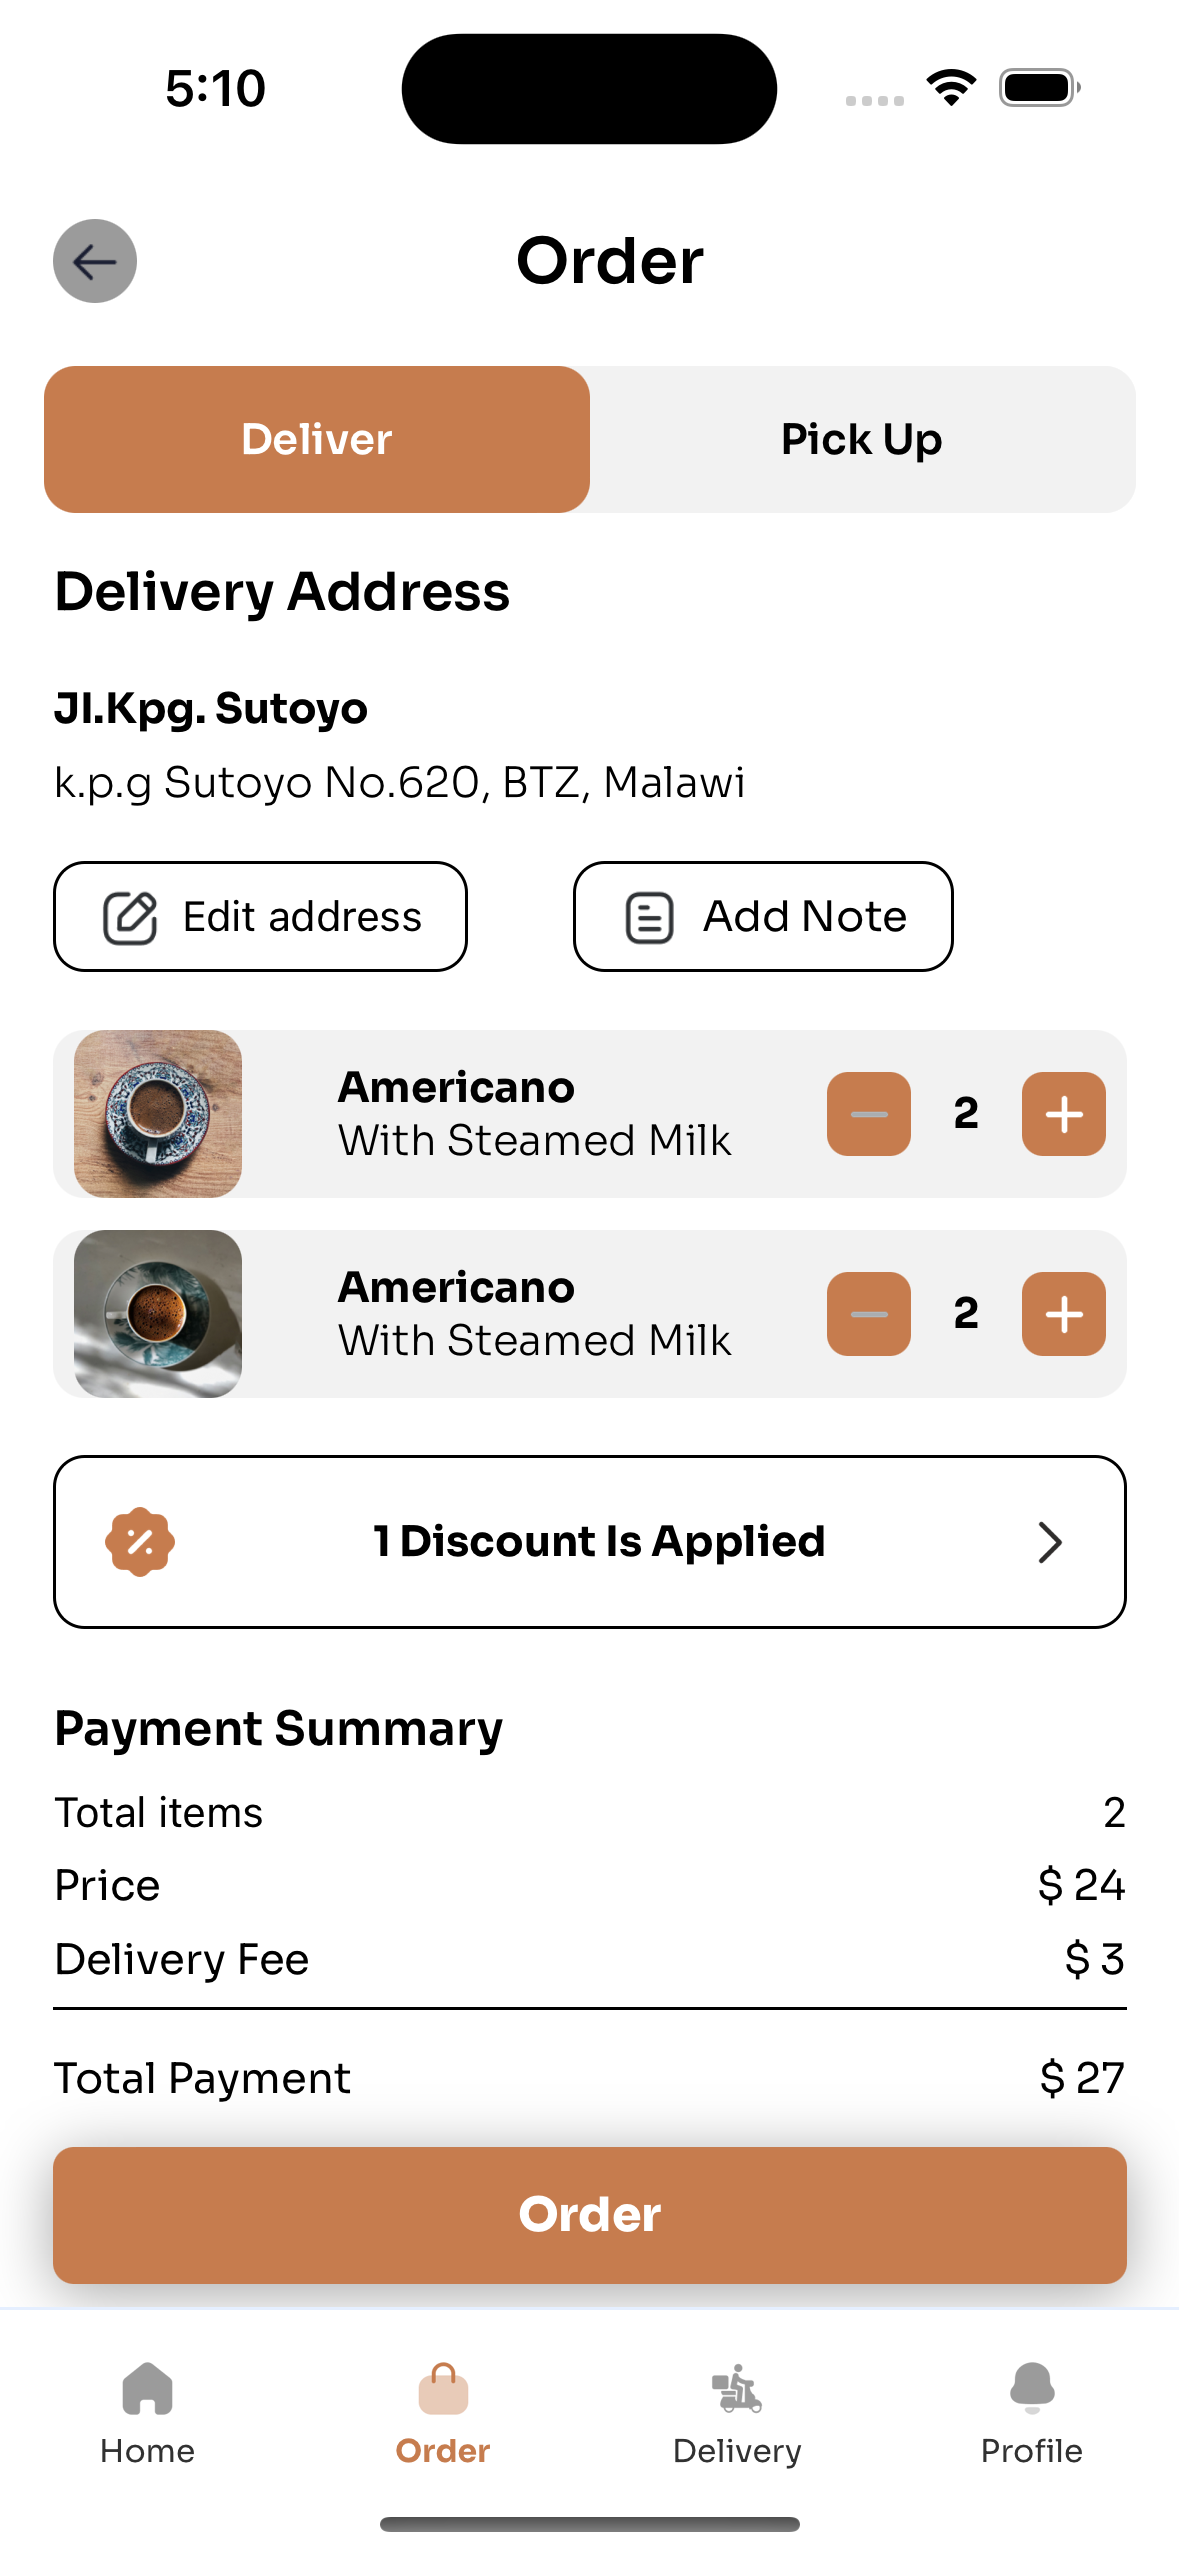 5:10
Order
Deliver
Pick Up
Delivery Address
Jl.Kpg. Sutoyo
k.p.g Sutoyo No.620, BTZ, Malawi
Edit address
Add Note
Americano
With Steamed Milk
2
Americano
With Steamed Milk
2
1 Discount Is Applied
Payment Summary
Total items 2
Price $ 24
Delivery Fee $ 3
Total Payment $ 27
Order
Home
Order
Delivery
Profile